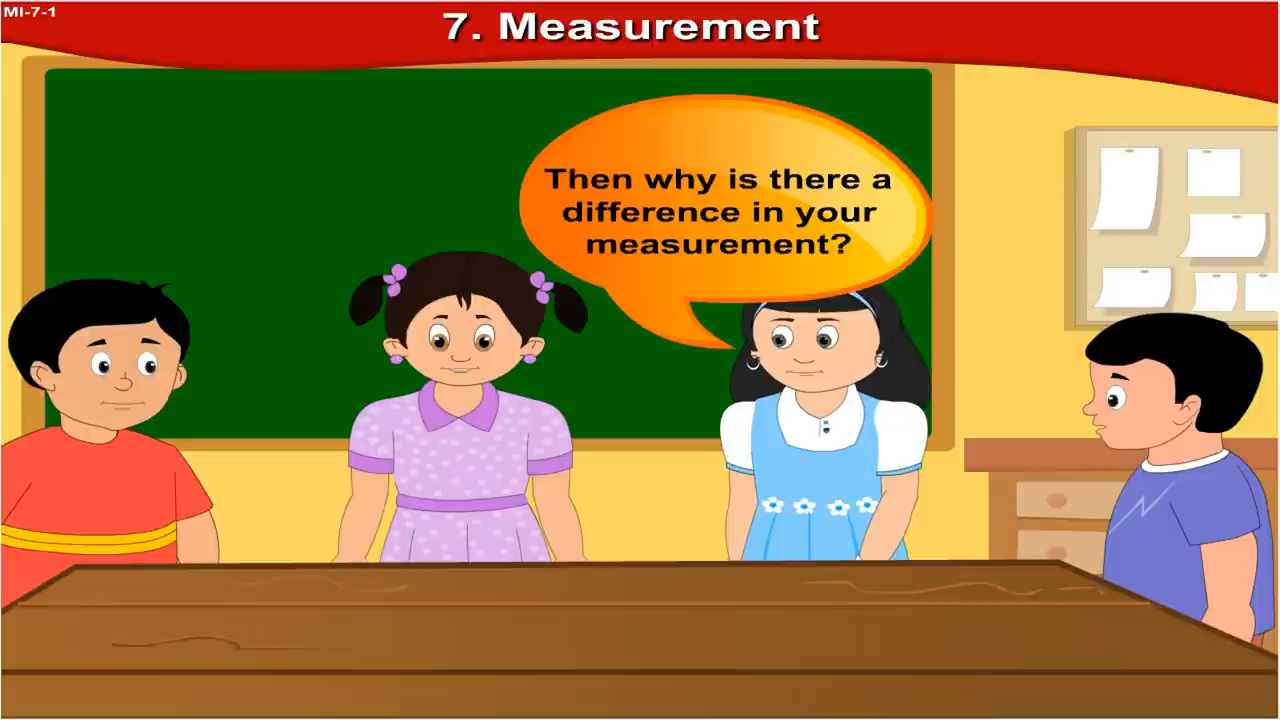 MI-7-1
7. Measurement
Then why is there a
difference in your
measurement?